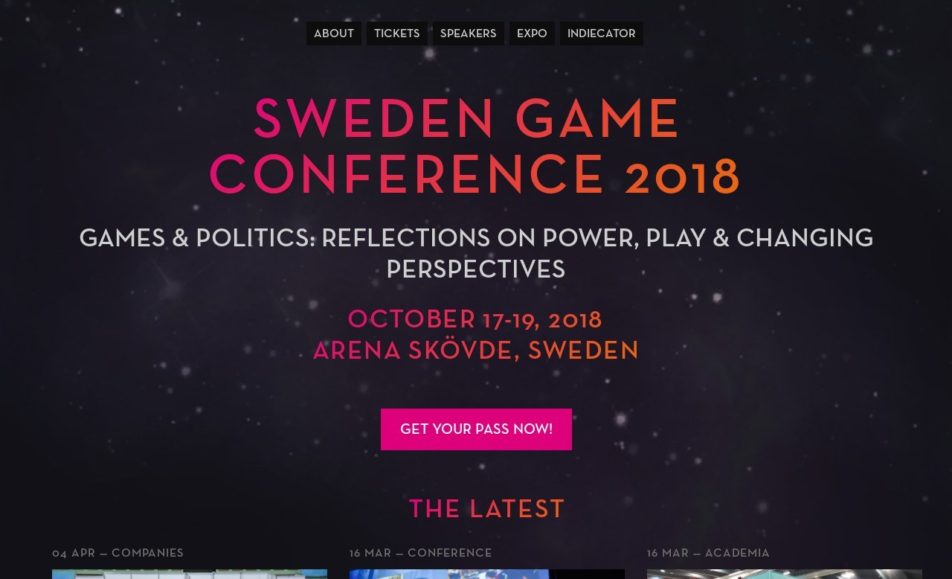 ABOUT TICKETS SPEAKERS EXPO INDIECATOR
SWEDEN GAME
CONFERENCE 2018
GAMES & POLITICS: REFLECTIONS ON POWER, PLAY & CHANGING
PERSPECTIVES
OCTOBER 17-19, 2018
ARENA SKÖVDE, SWEDEN
GET YOUR PASS NOW!
THE LATEST
04 APR — COMPANIES 16 MAR — CONFERENCE 16 MAR — ACADEMIA